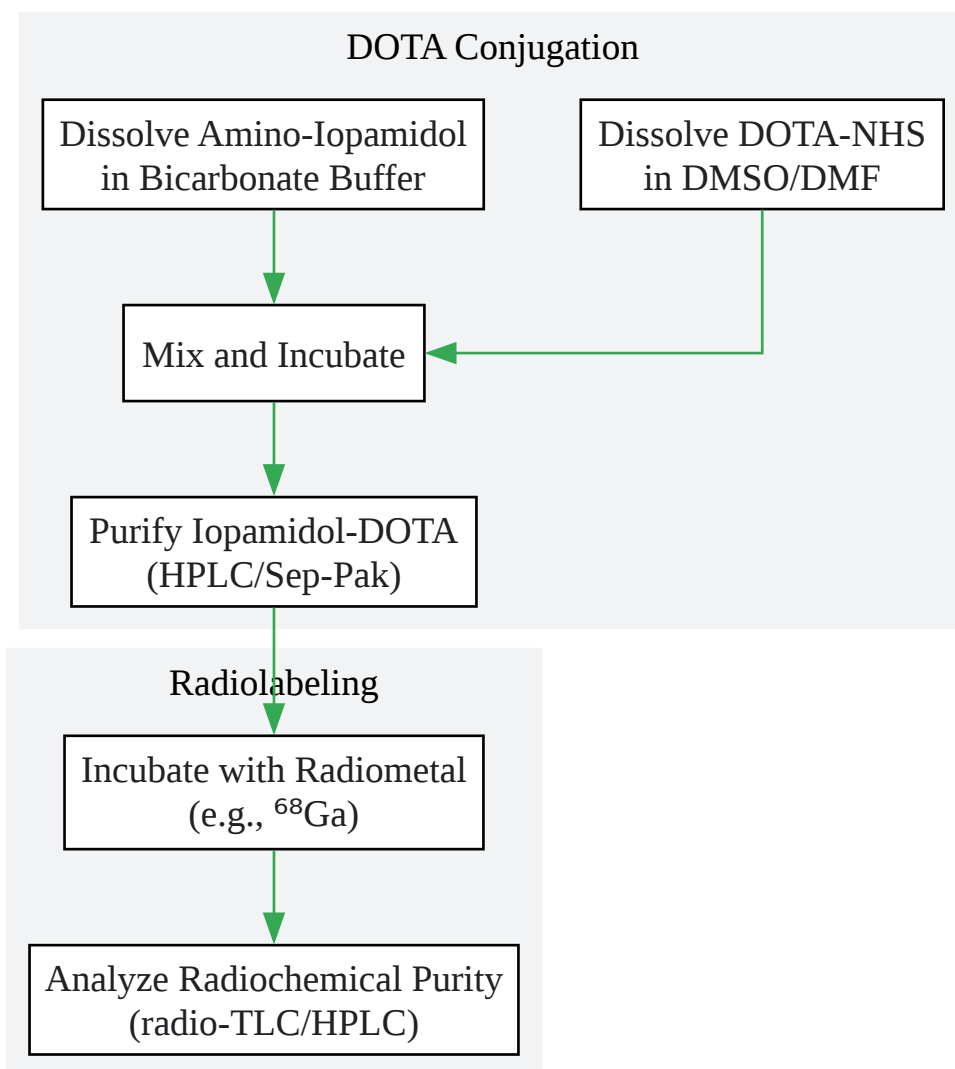 DOTA Conjugation
Dissolve Amino-Iopamidol
in Bicarbonate Buffer
Dissolve DOTA-NHS
in DMSO/DMF
Mix and Incubate
Purify Iopamidol-DOTA
(HPLC/Sep-Pak)
Radiolabeling
Incubate with Radiometal
(e.g., ⁶⁸Ga)
Analyze Radiochemical Purity
(radio-TLC/HPLC)